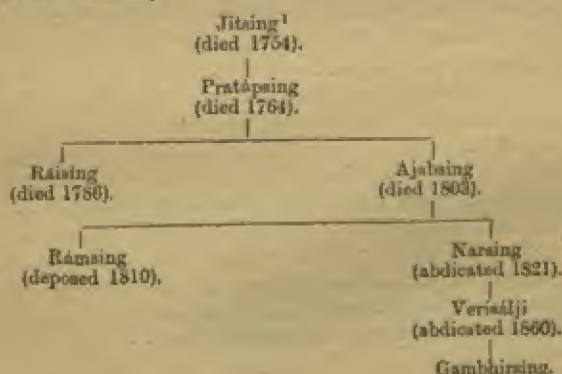 Jitsing¹
(died 1754).
Pratápsing
(died 1764).
Raising Ajabsing
(died 1786). (died 1803).
Rámsing Narsing
(deposed 1810). (abdicated 1821).
Verisálji
(abdicated 1860).
Gambhirsing.